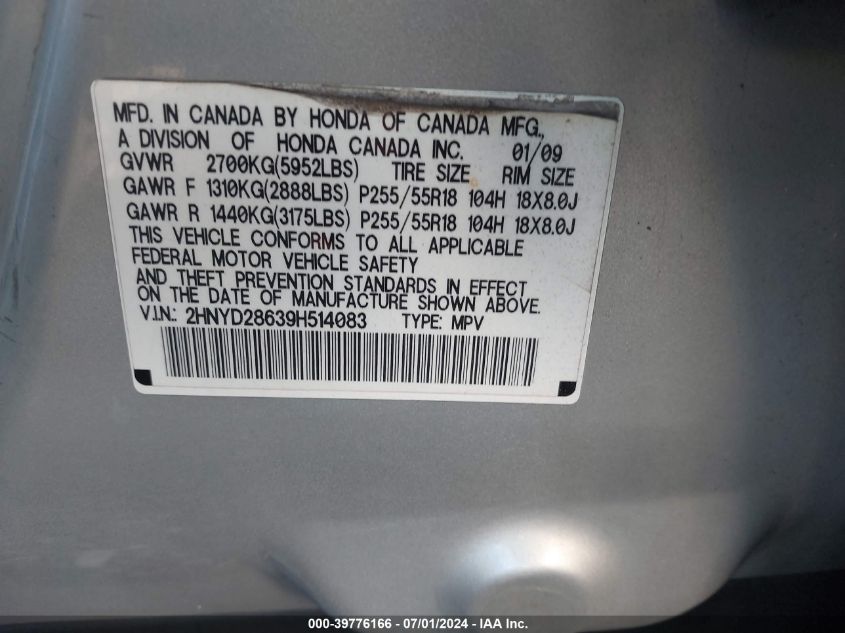 MFD. IN CANADA BY HONDA OF CANADA MFG.,
A DIVISION OF HONDA CANADA INC. 01/09
GVWR 2700KG(5952LBS) TIRE SIZE RIM SIZE
GAWR F 1310KG(2888LBS) P255/55R18 104H 18X8.0J
GAWR R 1440KG(3175LBS) P255/55R18 104H 18X8.0J
THIS VEHICLE CONFORMS TO ALL APPLICABLE
FEDERAL MOTOR VEHICLE SAFETY
AND THEFT PREVENTION STANDARDS IN EFFECT
ON THE DATE OF MANUFACTURE SHOWN ABOVE.
V.I.N.: 2HNYD28639H514083 TYPE: MPV
000-39776166 - 07/01/2024 - IAA Inc.